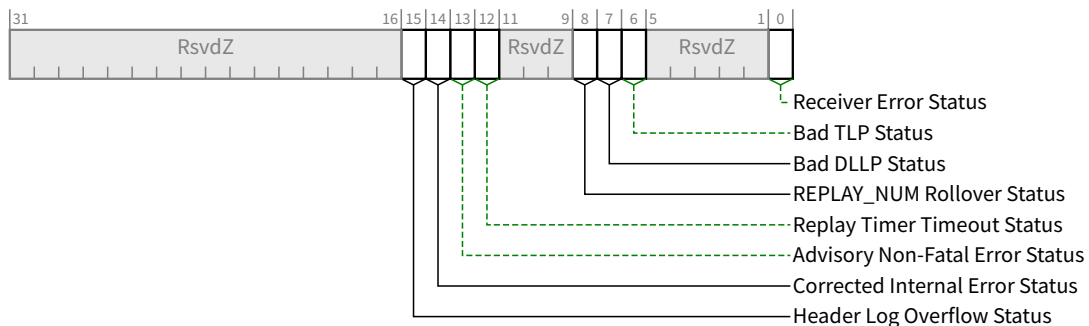 31 16 15 14 13 12 11 9 8 7 6 5 1 0
RsvdZ RsvdZ RsvdZ
Receiver Error Status
Bad TLP Status
Bad DLLP Status
REPLAY_NUM Rollover Status
Replay Timer Timeout Status
Advisory Non-Fatal Error Status
Corrected Internal Error Status
Header Log Overflow Status